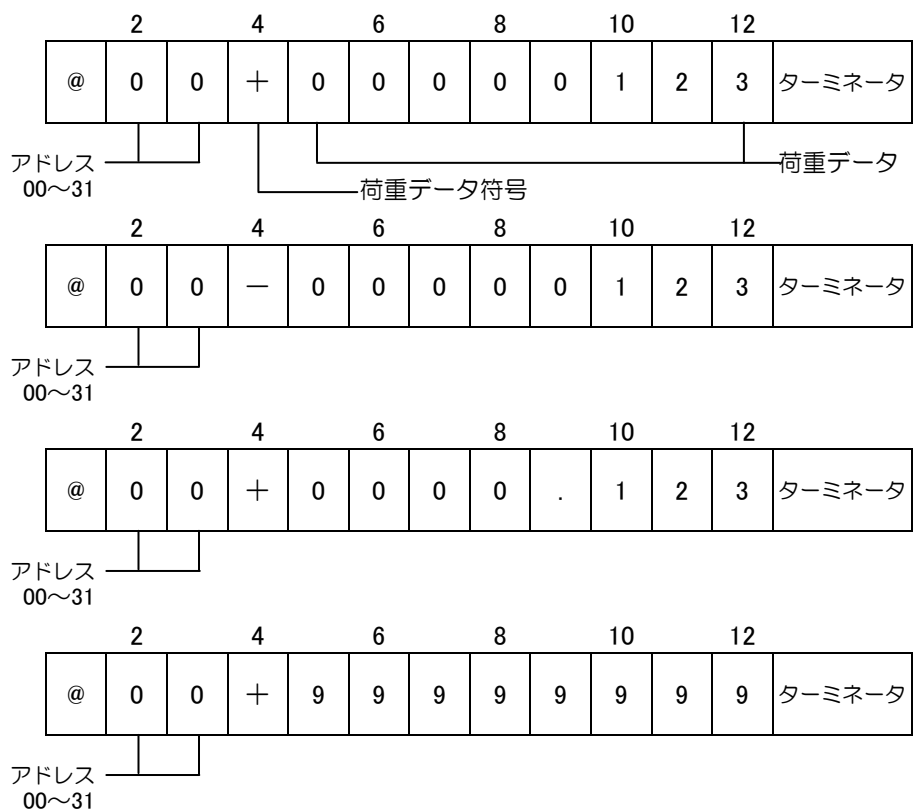 2 4 6 8 10 12
@ 0 0 + 0 0 0 0 0 1 2 3 ターミネータ
アドレス
00～31
荷重データ符号
荷重データ
2 4 6 8 10 12
@ 0 0 － 0 0 0 0 0 1 2 3 ターミネータ
アドレス
00～31
2 4 6 8 10 12
@ 0 0 + 0 0 0 0 . 1 2 3 ターミネータ
アドレス
00～31
2 4 6 8 10 12
@ 0 0 + 9 9 9 9 9 9 9 9 ターミネータ
アドレス
00～31